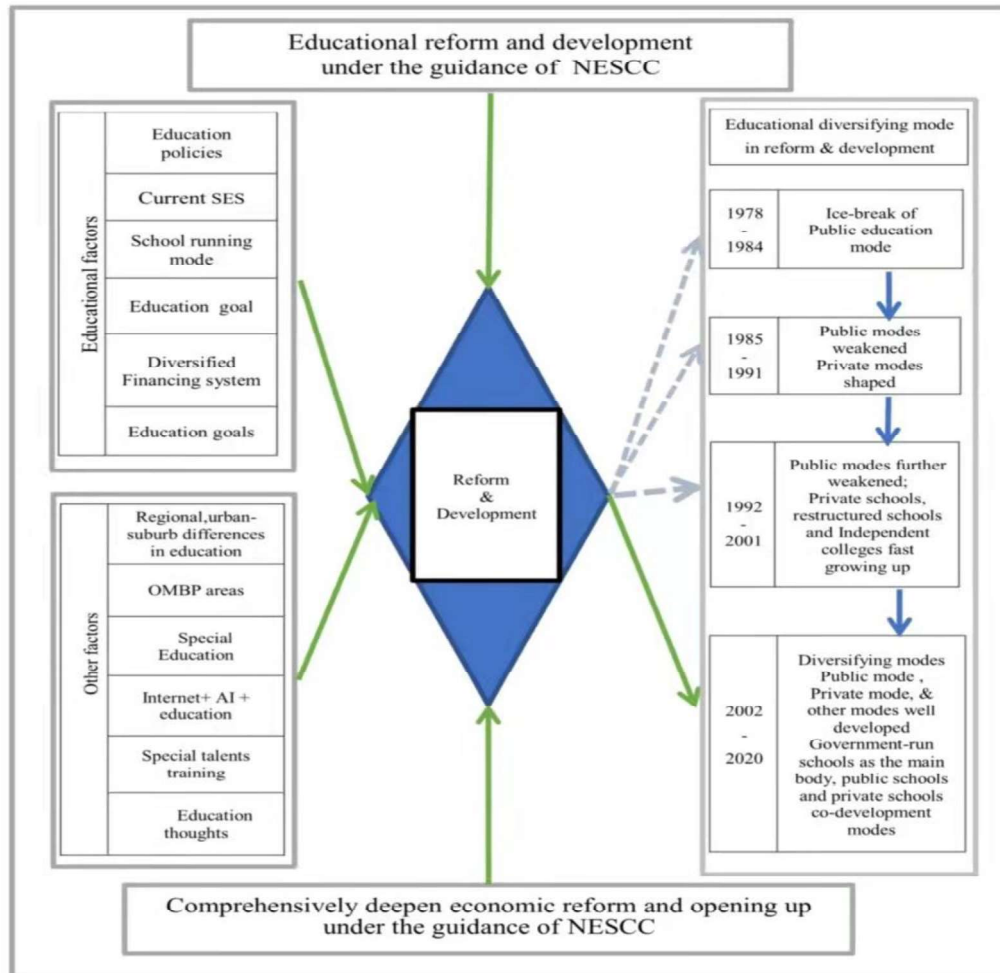 Educational reform and development
under the guidance of NESCC
Educational factors
Education
policies
Current SES
School running
mode
Education goal
Diversified
Financing system
Education goals
Other factors
Regional,urban-
suburb differences
in education
OMBP areas
Special
Education
Internet+ AI +
education
Special talents
training
Education
thoughts
Reform
&
Development
Educational diversifying mode
in reform & development
1978
-
1984
Ice-break of
Public education
mode
1985
-
1991
Public modes
weakened
Private modes
shaped
1992
-
2001
Public modes further
weakened;
Private schools,
restructured schools
and Independent
colleges fast
growing up
2002
-
2020
Diversifying modes
Public mode ,
Private mode, &
other modes well
developed
Government-run
schools as the main
body, public schools
and private schools
co-development
modes
Comprehensively deepen economic reform and opening up
under the guidance of NESCC